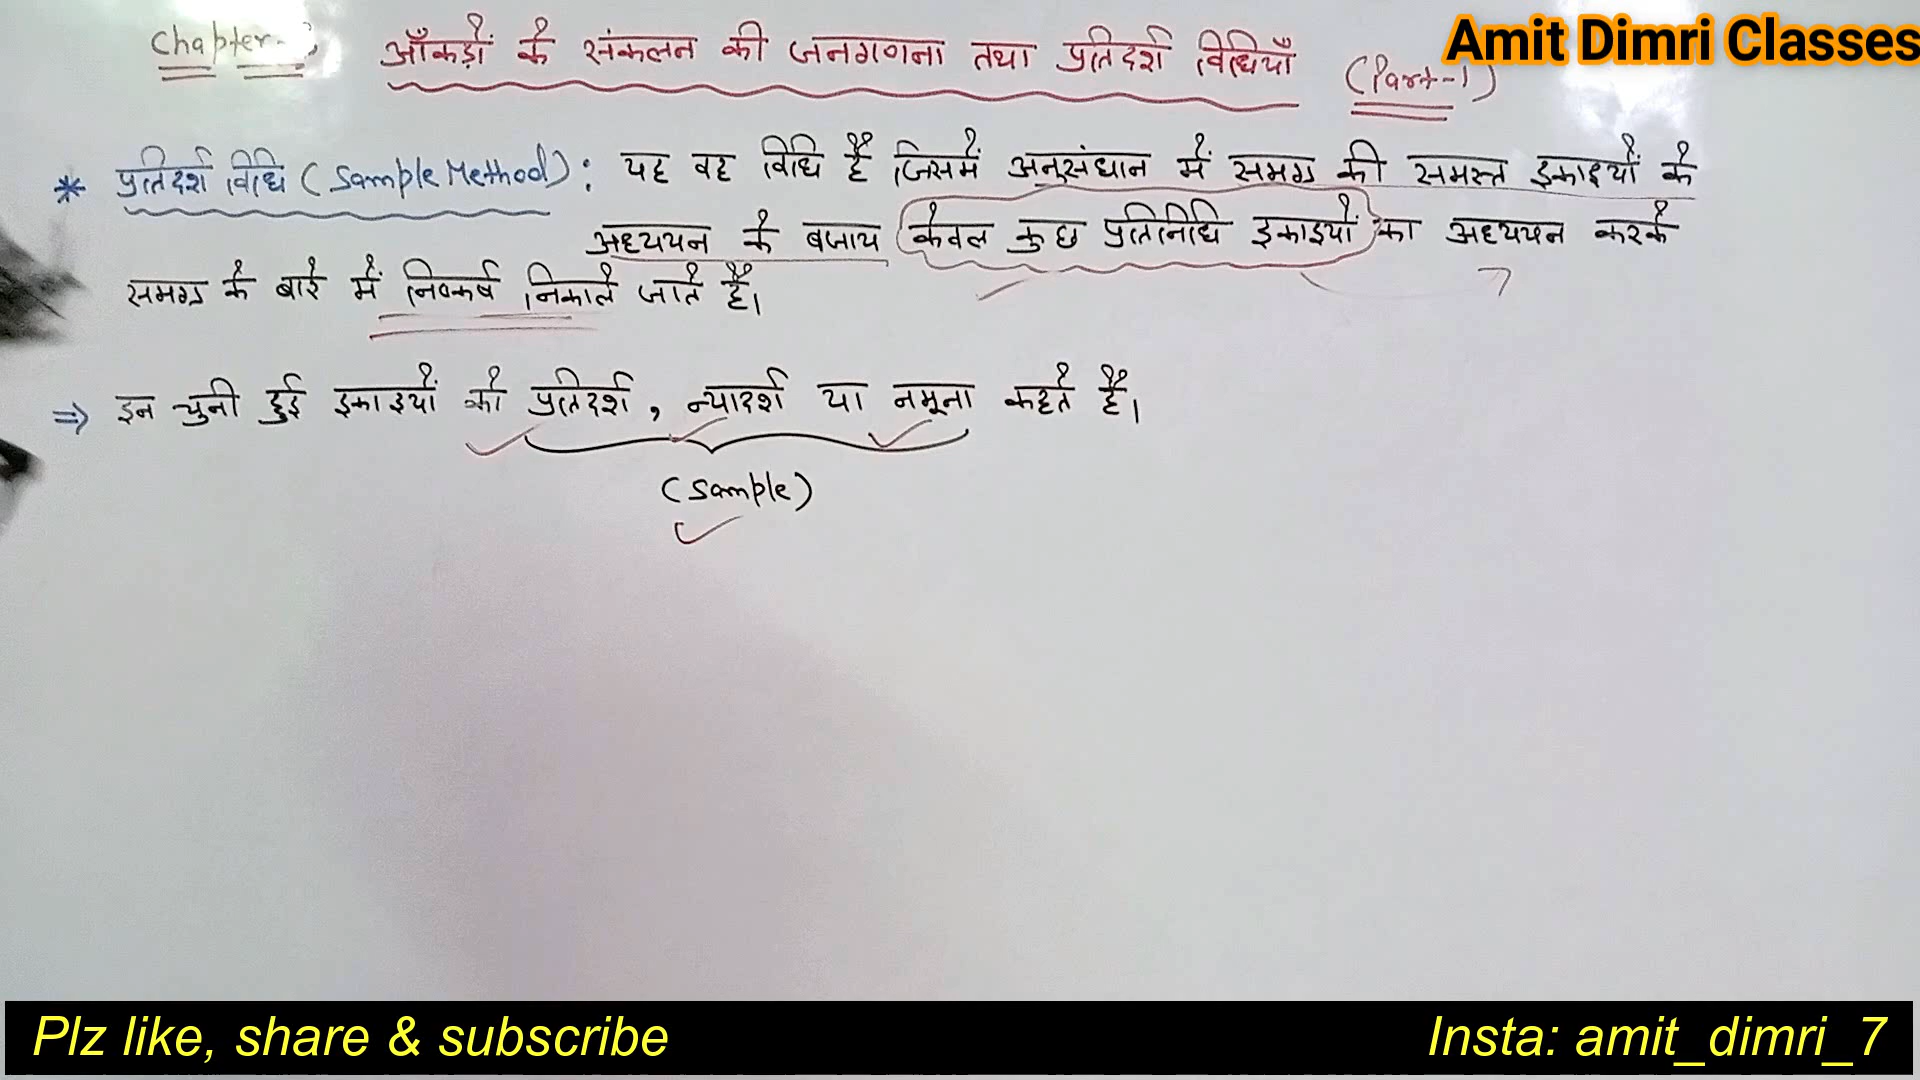 Chapter-
आँकड़ों के संकलन की जनगणना तथा प्रतिदर्श विधियाँ (Part-1)
Amit Dimri Classes
* प्रतिदर्श विधि (Sample Method): यह वह विधि है जिसमें अनुसंधान में समग्र की समस्त इकाइयों के
अध्ययन के बजाय केवल कुछ प्रतिनिधि इकाइयों का अध्ययन करके
समग्र के बारे में निष्कर्ष निकाले जाते हैं।
⇒ इन चुनी हुई इकाइयों को प्रतिदर्श, न्यादर्श या नमूना कहते हैं।
(Sample)
Plz like, share & subscribe
Insta: amit_dimri_7